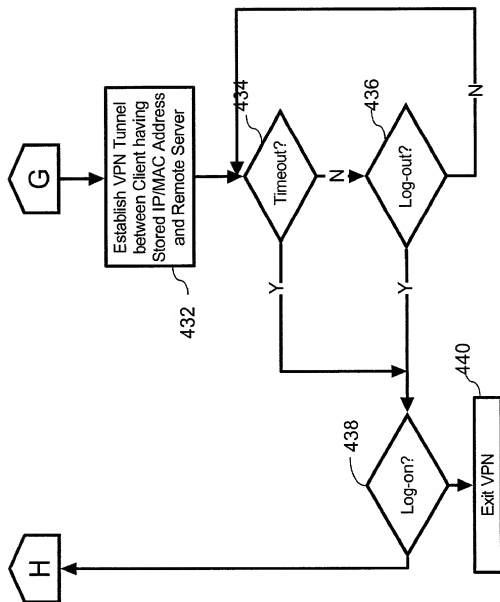 G
H
Establish VPN Tunnel
between Client having
Stored IP/MAC Address
and Remote Server
432
434
Timeout?
N
Y
436
Log-out?
N
Y
438
Log-on?
440
Exit VPN